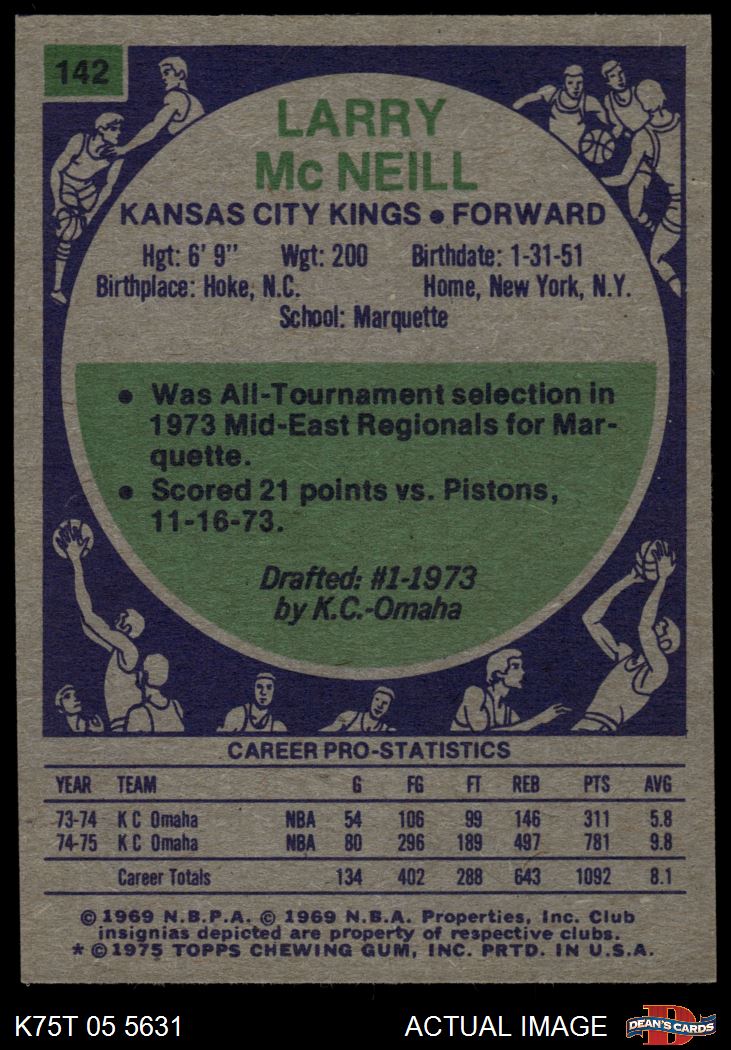 142
LARRY
Mc NEILL
KANSAS CITY KINGS • FORWARD
Hgt: 6' 9" Wgt: 200 Birthdate: 1-31-51
Birthplace: Hoke, N.C. Home, New York, N.Y.
School: Marquette
• Was All-Tournament selection in
1973 Mid-East Regionals for Mar-
quette.
• Scored 21 points vs. Pistons,
11-16-73.
Drafted: #1-1973
by K.C.-Omaha
CAREER PRO-STATISTICS
YEAR TEAM G FG FT REB PTS AVG
73-74 K C Omaha NBA 54 106 99 146 311 5.8
74-75 K C Omaha NBA 80 296 189 497 781 9.8
Career Totals 134 402 288 643 1092 8.1
© 1969 N.B.P.A. © 1969 N.B.A. Properties, Inc. Club
insignias depicted are property of respective clubs.
* © 1975 TOPPS CHEWING GUM, INC. PRTD. IN U.S.A.
K75T 05 5631 ACTUAL IMAGE
D
DEAN'S CARDS